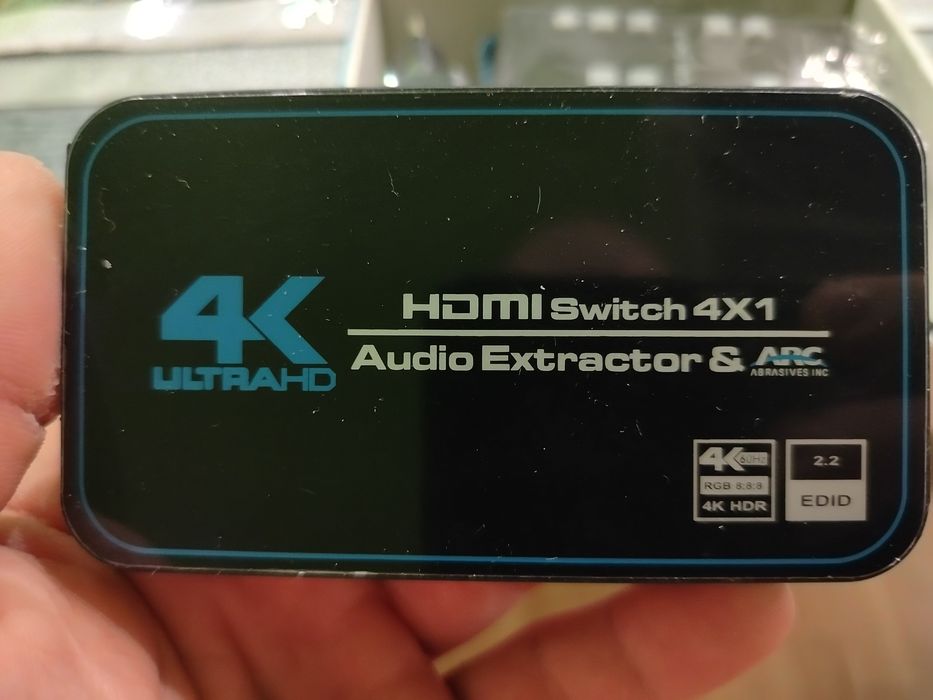 4K
ULTRAHD
HDMI Switch 4X1
Audio Extractor & ARC
ABRASIVES INC
4K 60Hz
RGB 8:8:8
4K HDR
2.2
EDID